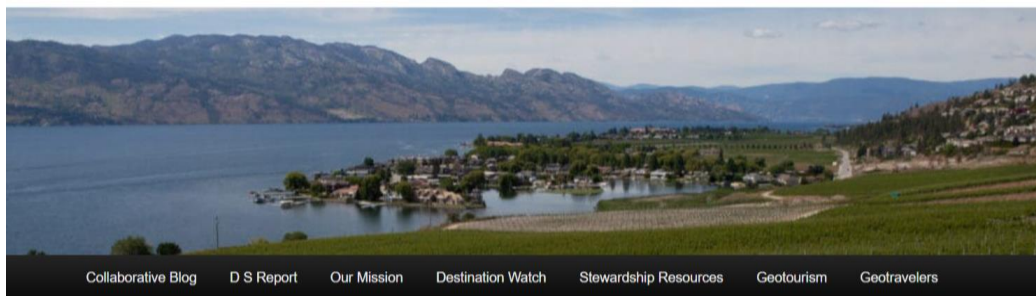 Collaborative Blog D S Report Our Mission Destination Watch Stewardship Resources Geotourism Geotravelers